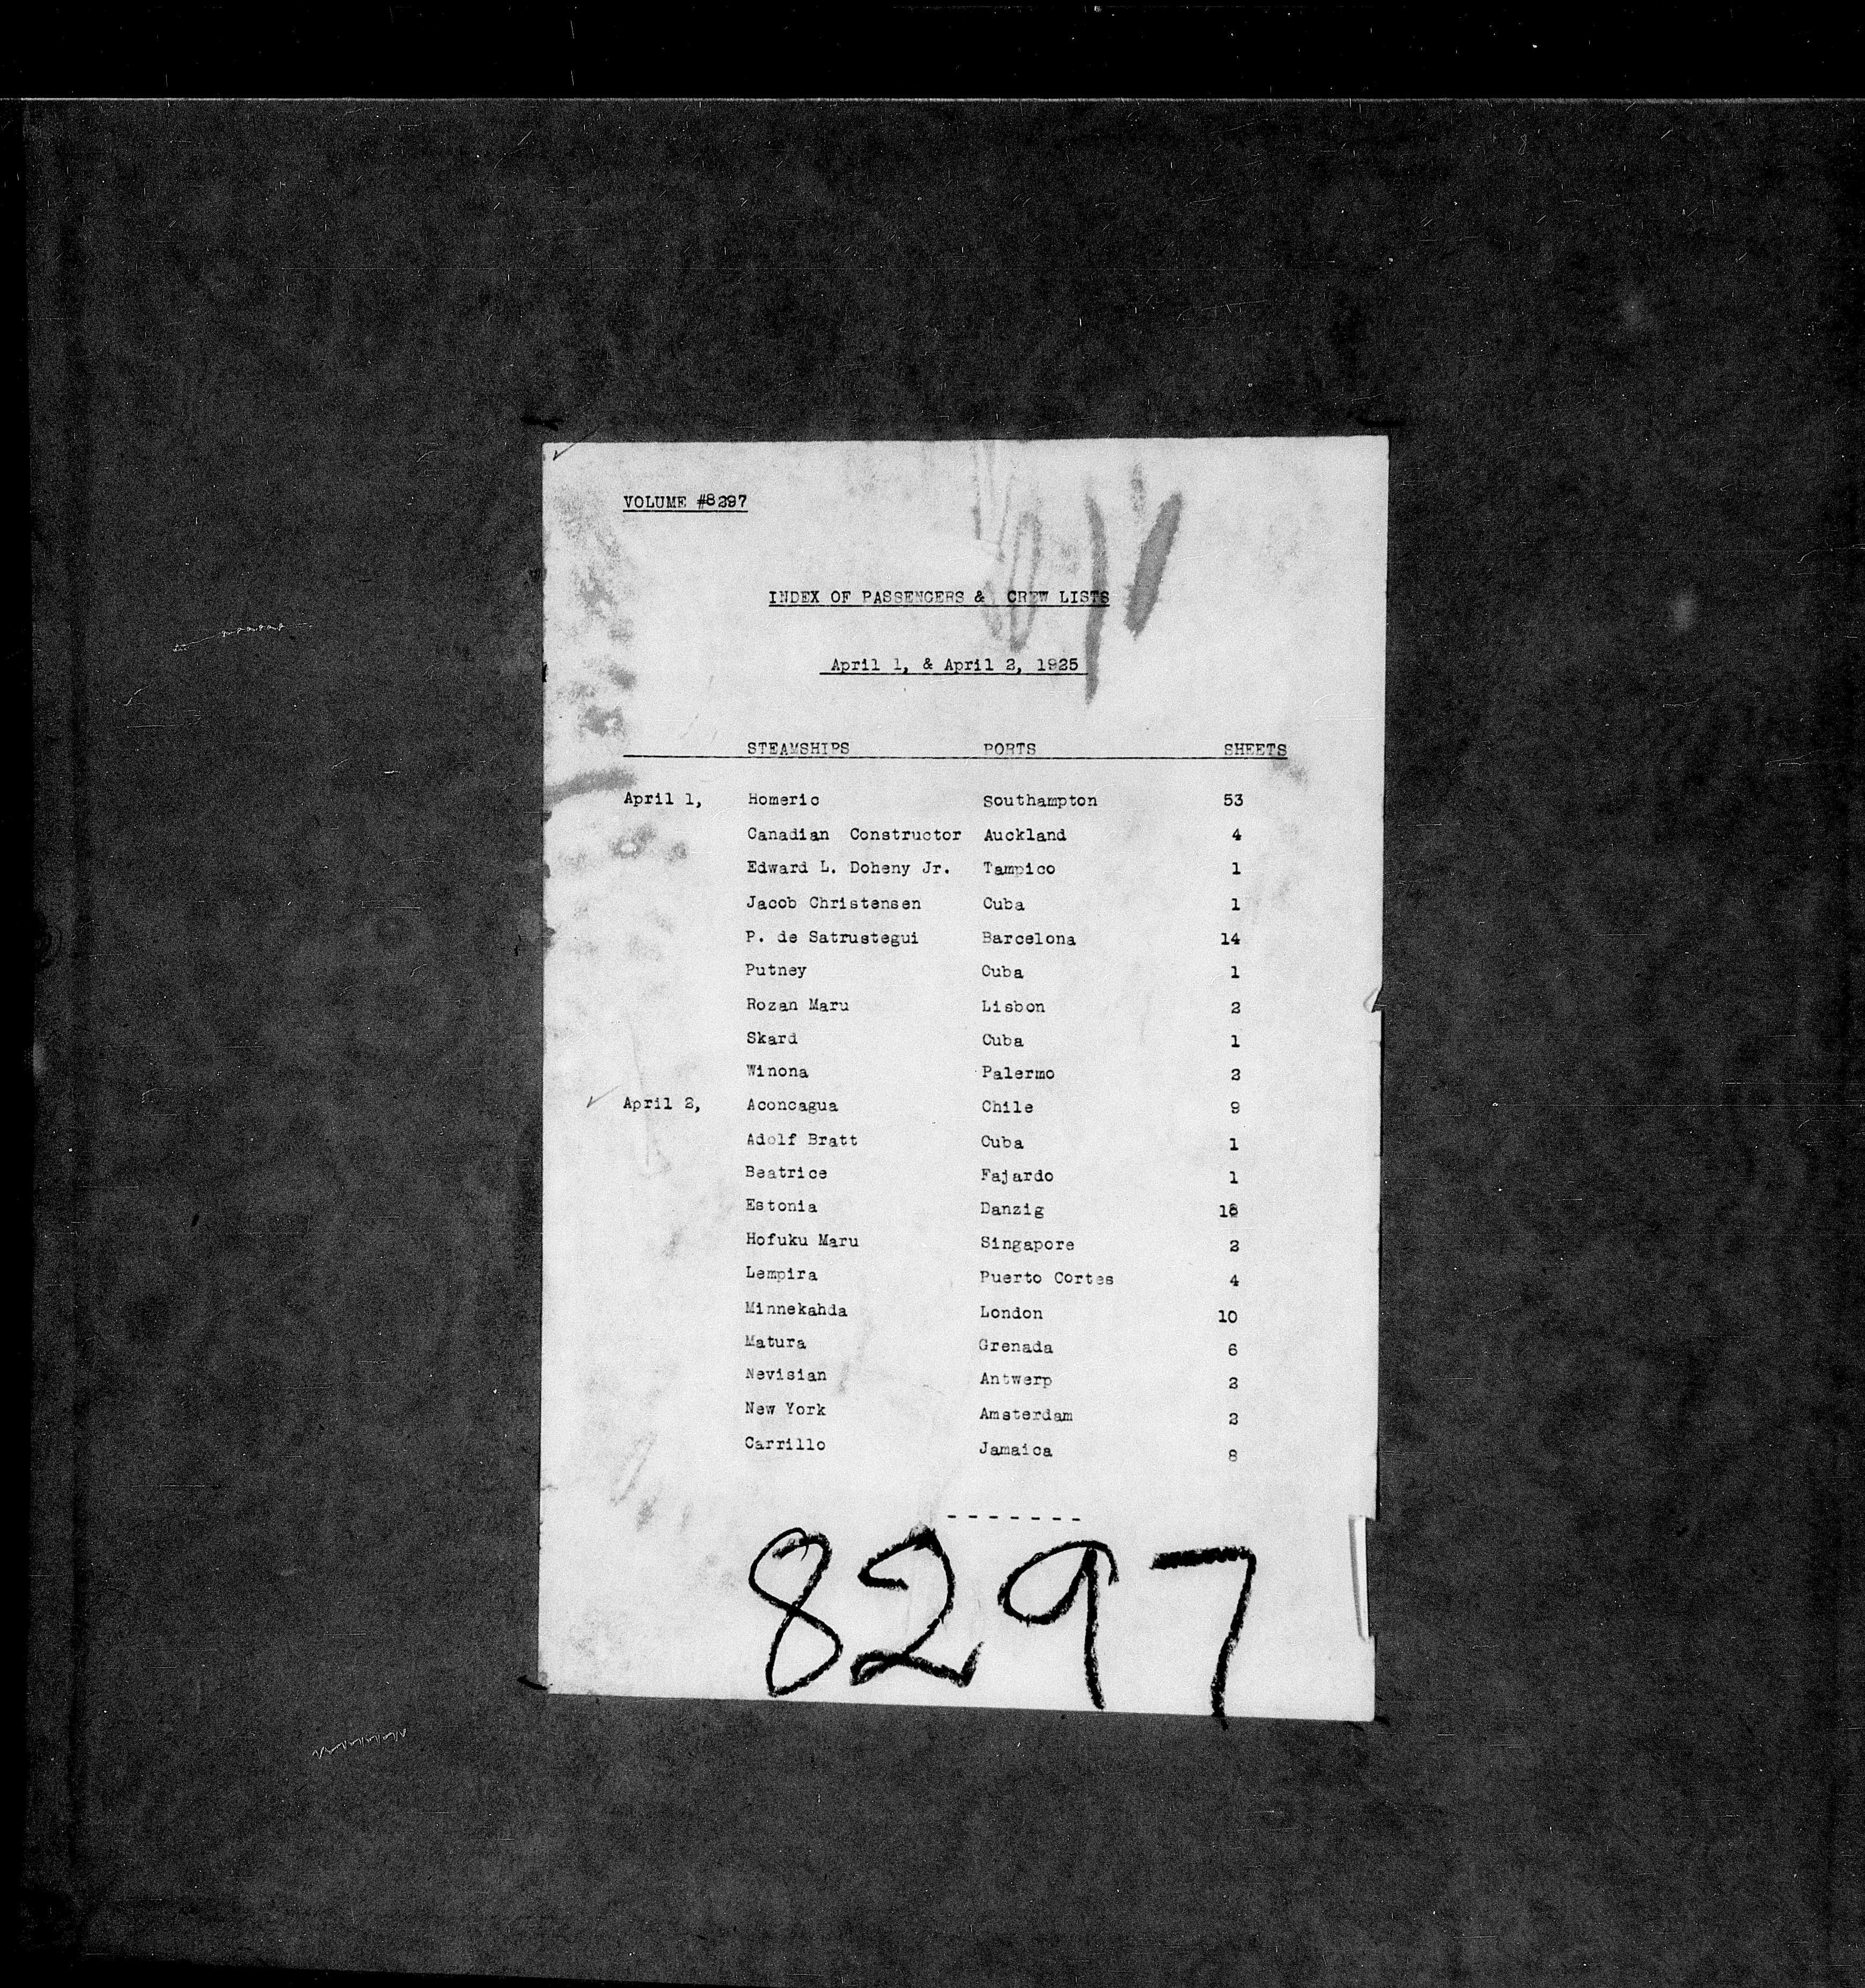 VOLUME #8297
INDEX OF PASSENGERS & CREW LISTS
April 1, & April 2, 1925
STEAMSHIPS PORTS SHEETS
April 1, Homeric Southampton 53
Canadian Constructor Auckland 4
Edward L. Doheny Jr. Tampico 1
Jacob Christensen Cuba 1
P. de Satrustegui Barcelona 14
Putney Cuba 1
Rozan Maru Lisbon 2
Skard Cuba 1
Winona Palermo 2
April 2, Aconcagua Chile 9
Adolf Bratt Cuba 1
Beatrice Fajardo 1
Estonia Danzig 18
Hofuku Maru Singapore 2
Lempira Puerto Cortes 4
Minnekahda London 10
Matura Grenada 6
Nevisian Antwerp 2
New York Amsterdam 2
Carrillo Jamaica 8
- - - - - - -
8297